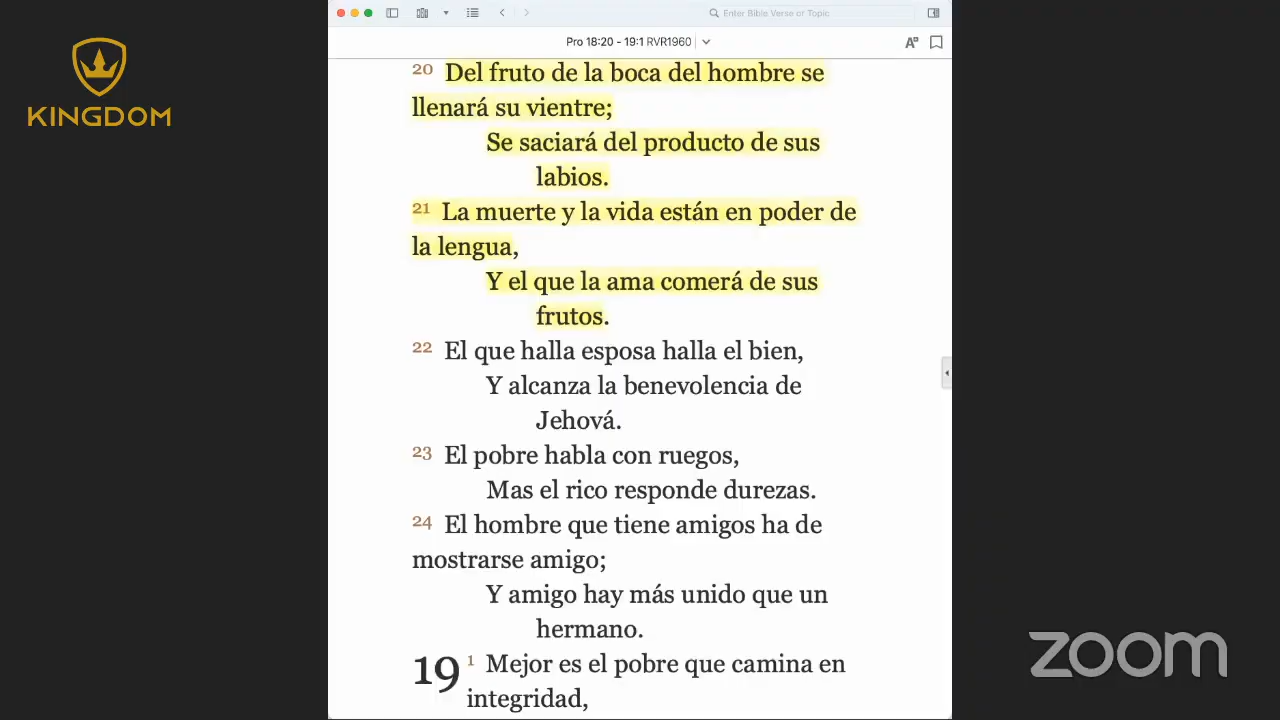 KINGDOM
Enter Bible Verse or Topic
Pro 18:20 - 19:1 RVR1960
20 Del fruto de la boca del hombre se
llenará su vientre;
Se saciará del producto de sus
labios.
21 La muerte y la vida están en poder de
la lengua,
Y el que la ama comerá de sus
frutos.
22 El que halla esposa halla el bien,
Y alcanza la benevolencia de
Jehová.
23 El pobre habla con ruegos,
Mas el rico responde durezas.
24 El hombre que tiene amigos ha de
mostrarse amigo;
Y amigo hay más unido que un
hermano.
19 1 Mejor es el pobre que camina en
integridad,
zoom